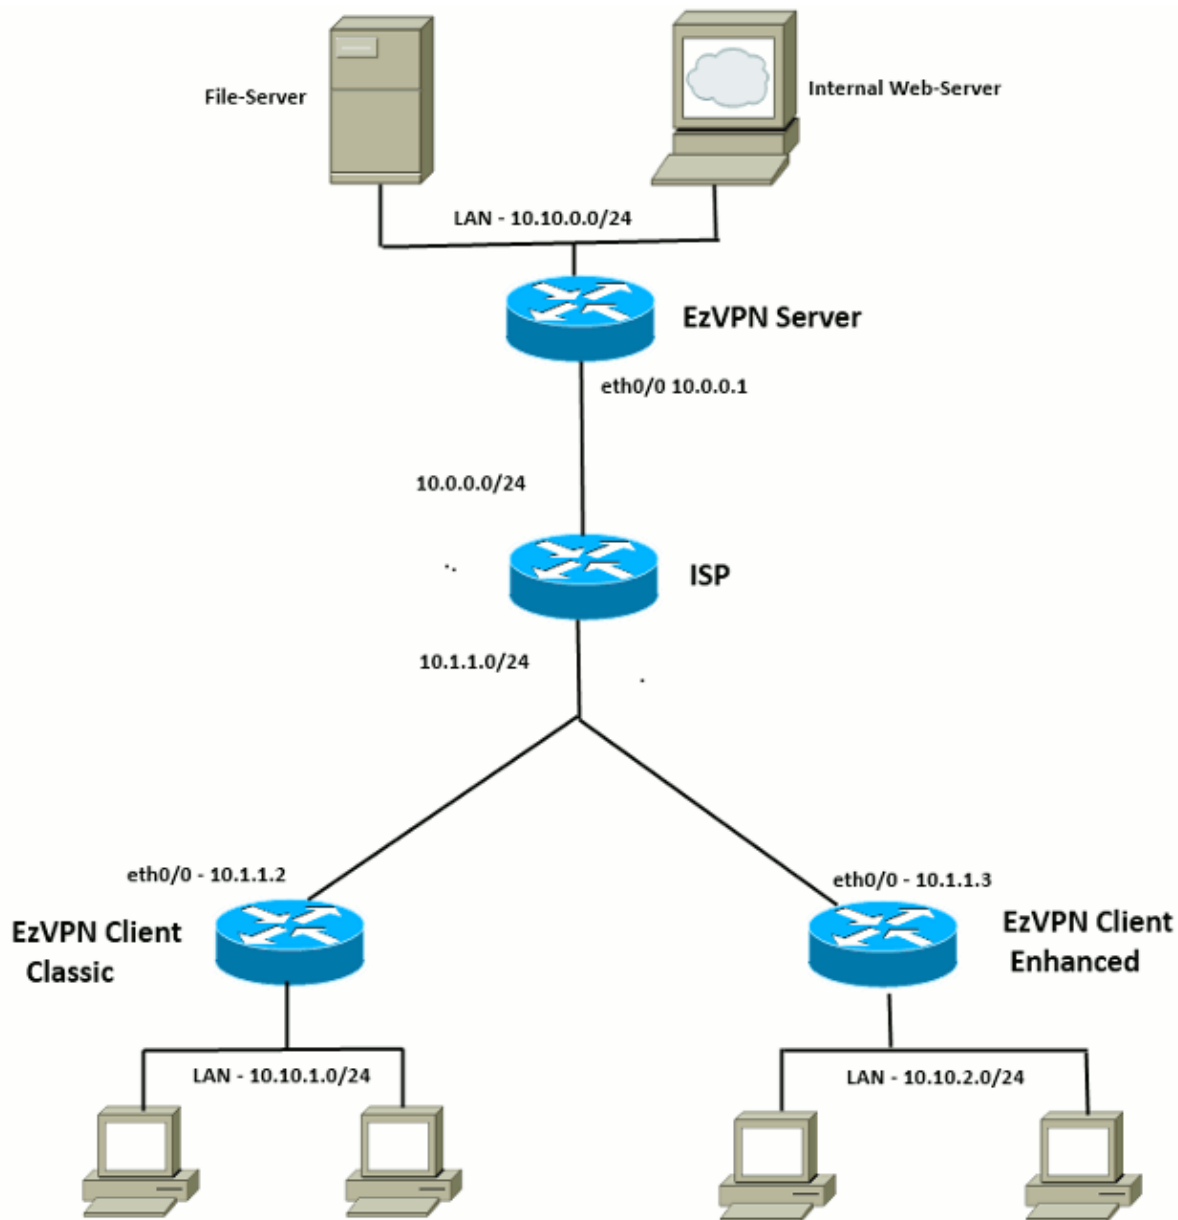 File-Server
Internal Web-Server
LAN - 10.10.0.0/24
EzVPN Server
eth0/0 10.0.0.1
10.0.0.0/24
ISP
10.1.1.0/24
eth0/0 - 10.1.1.2
eth0/0 - 10.1.1.3
EzVPN Client
Classic
EzVPN Client
Enhanced
LAN - 10.10.1.0/24
LAN - 10.10.2.0/24